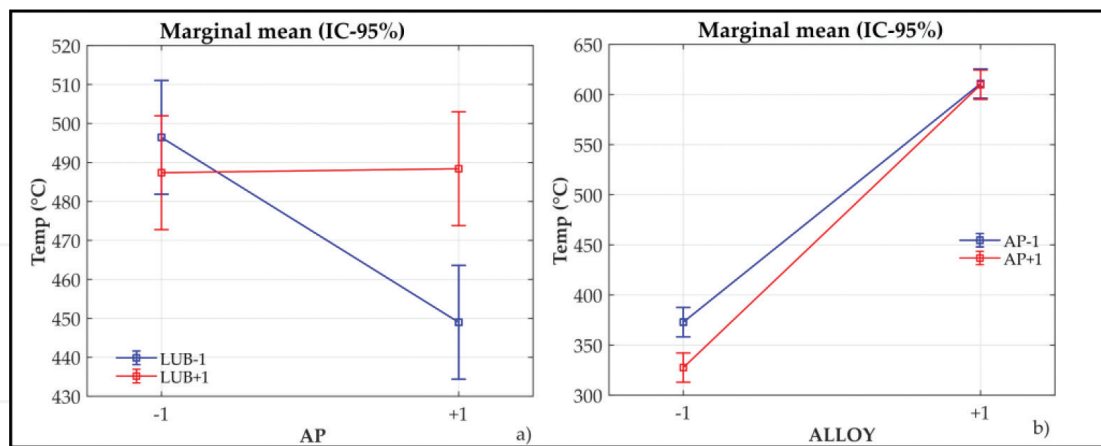 Marginal mean (IC-95%)
520
510
500
490
480
470
460
450
440
430
Temp (°C)
LUB-1
LUB+1
-1
+1
AP
a)
Marginal mean (IC-95%)
650
600
550
500
450
400
350
300
Temp (°C)
AP-1
AP+1
-1
+1
ALLOY
b)